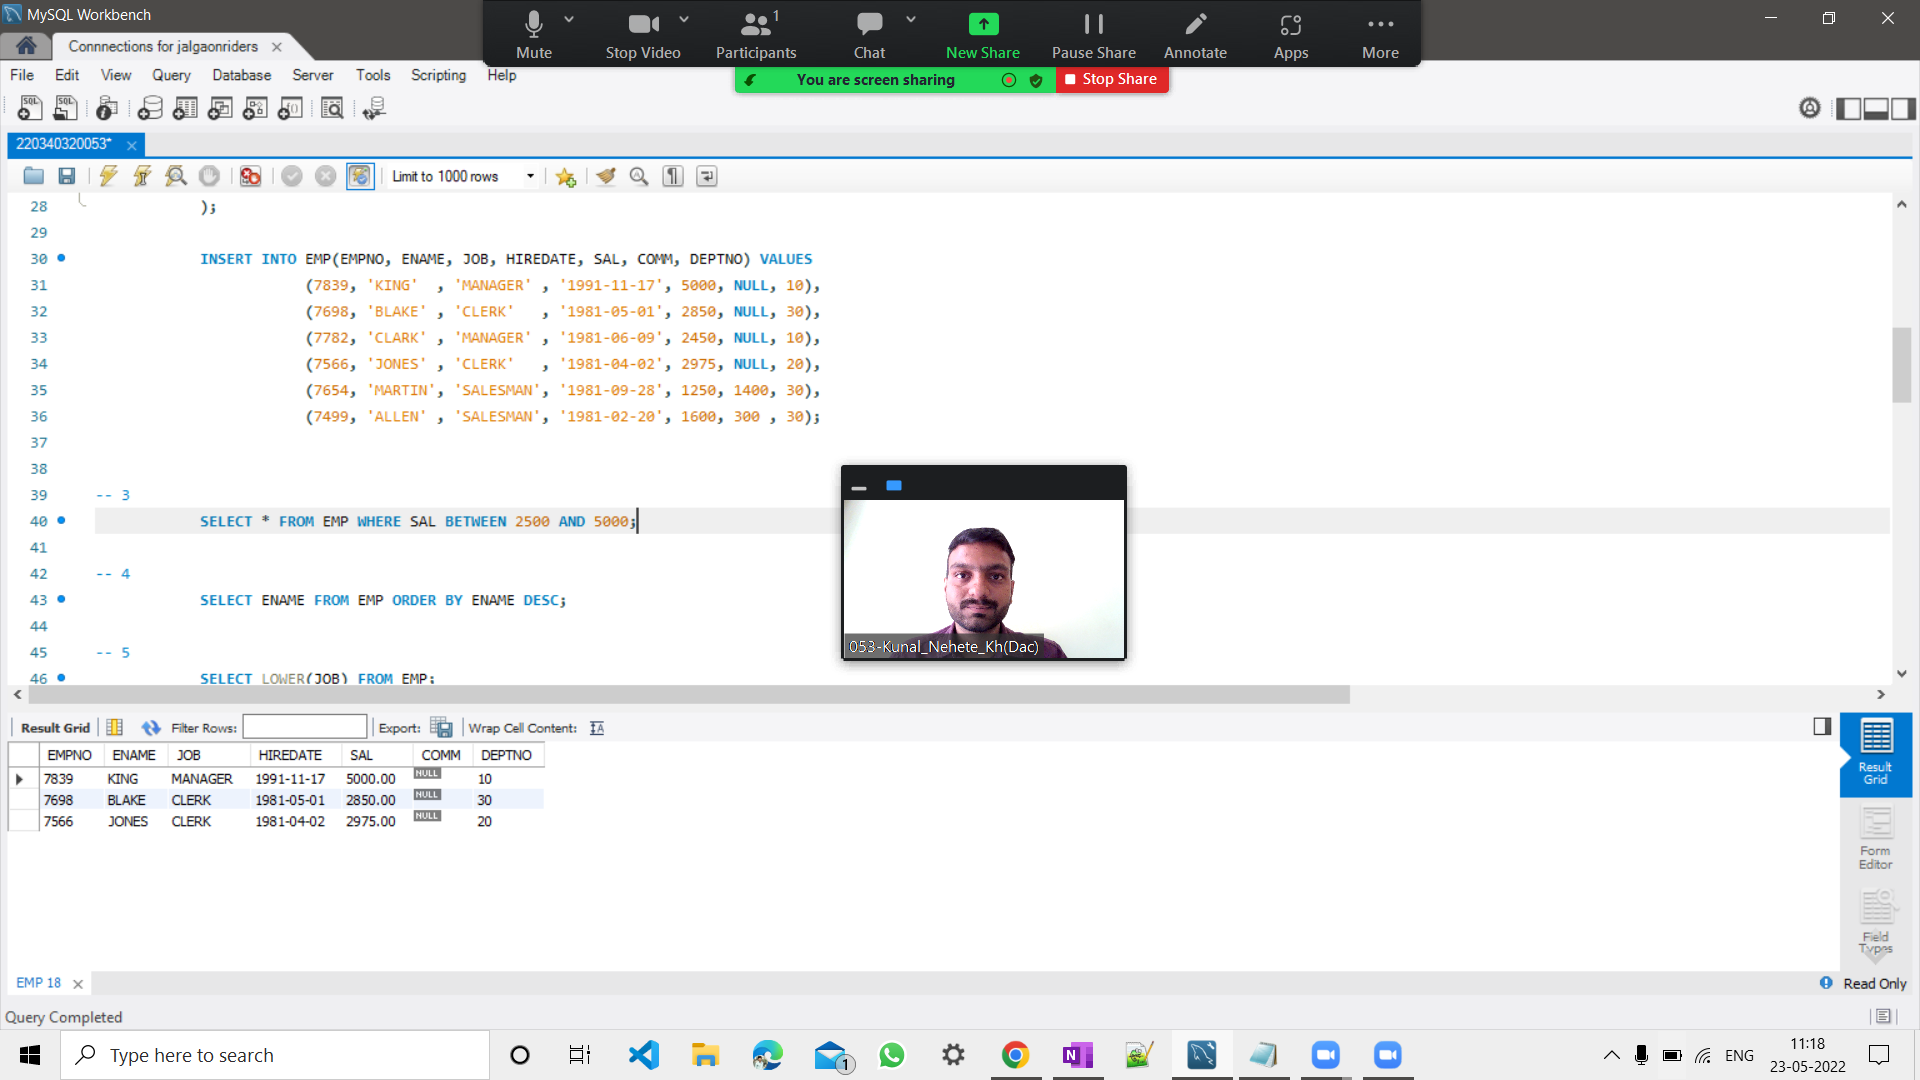 MySQL Workbench
Connnections for jalgaonriders
Mute
Stop Video
1
Participants
Chat
New Share
Pause Share
Annotate
Apps
More
You are screen sharing
Stop Share
File Edit View Query Database Server Tools Scripting Help
220340320053*
Limit to 1000 rows
28 );
29
30 INSERT INTO EMP(EMPNO, ENAME, JOB, HIREDATE, SAL, COMM, DEPTNO) VALUES
31 (7839, 'KING' , 'MANAGER' , '1991-11-17', 5000, NULL, 10),
32 (7698, 'BLAKE' , 'CLERK' , '1981-05-01', 2850, NULL, 30),
33 (7782, 'CLARK' , 'MANAGER' , '1981-06-09', 2450, NULL, 10),
34 (7566, 'JONES' , 'CLERK' , '1981-04-02', 2975, NULL, 20),
35 (7654, 'MARTIN', 'SALESMAN', '1981-09-28', 1250, 1400, 30),
36 (7499, 'ALLEN' , 'SALESMAN', '1981-02-20', 1600, 300 , 30);
37
38
39 -- 3
40 SELECT * FROM EMP WHERE SAL BETWEEN 2500 AND 5000;
41
42 -- 4
43 SELECT ENAME FROM EMP ORDER BY ENAME DESC;
44
45 -- 5
46 SELECT LOWER(JOB) FROM EMP;
053-Kunal_Nehete_Kh(Dac)
Result Grid Filter Rows: Export: Wrap Cell Content:
EMPNO ENAME JOB HIREDATE SAL COMM DEPTNO
7839 KING MANAGER 1991-11-17 5000.00 NULL 10
7698 BLAKE CLERK 1981-05-01 2850.00 NULL 30
7566 JONES CLERK 1981-04-02 2975.00 NULL 20
Result
Grid
Form
Editor
Field
Types
EMP 18
Read Only
Query Completed
Type here to search
1
ENG
11:18
23-05-2022